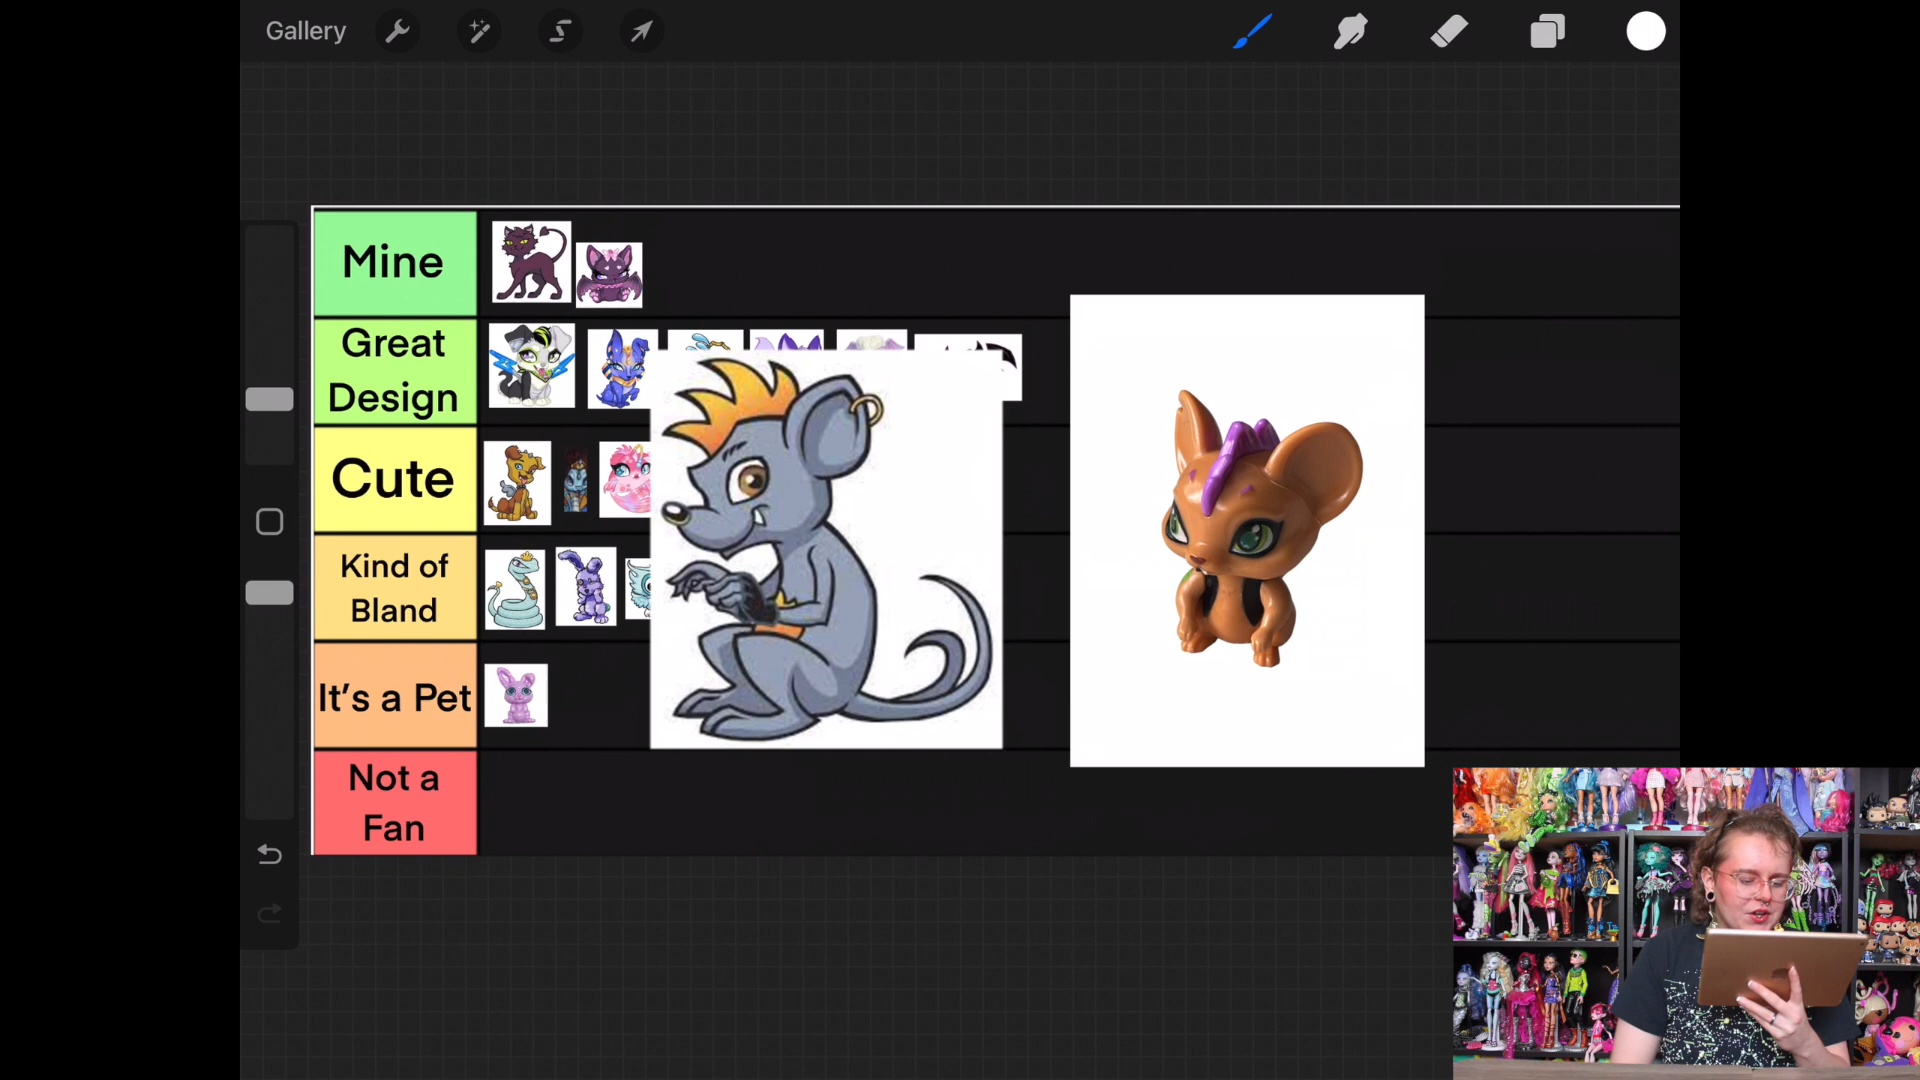 Gallery
Mine
Great
Design
Cute
Kind of
Bland
It's a Pet
Not a
Fan